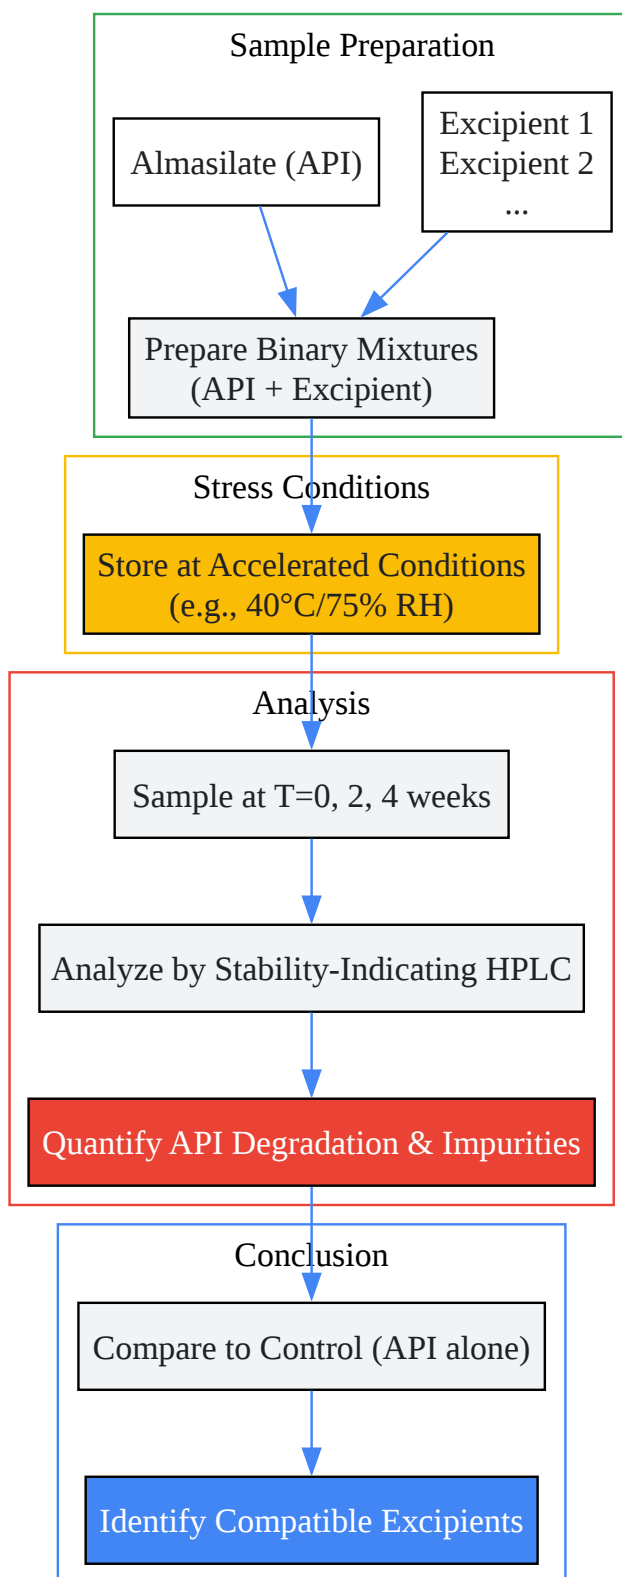 Sample Preparation
Almasilate (API)
Excipient 1
Excipient 2
...
Prepare Binary Mixtures
(API + Excipient)
Stress Conditions
Store at Accelerated Conditions
(e.g., 40°C/75% RH)
Analysis
Sample at T=0, 2, 4 weeks
Analyze by Stability-Indicating HPLC
Quantify API Degradation & Impurities
Conclusion
Compare to Control (API alone)
Identify Compatible Excipients